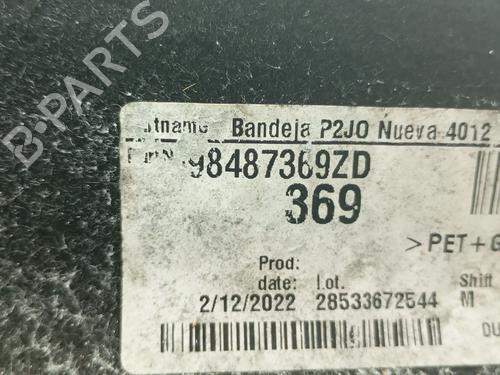 Bandeja P2JO Nueva 4012
98487369ZD
369
> PET+G
Prod:
date: Lot. Shift
2/12/2022 28533672544 M
B-PARTS